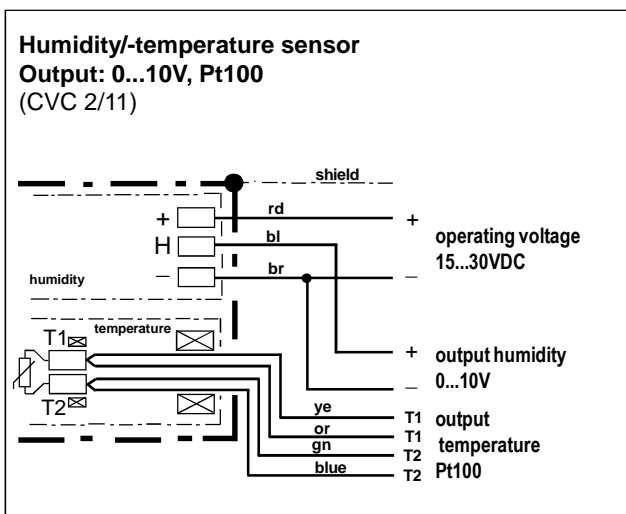 Humidity/-temperature sensor
Output: 0...10V, Pt100
(CVC 2/11)
shield
+ rd +
H bl
operating voltage
15...30VDC
– br –
humidity
T1 temperature
T2
+ output humidity
– 0...10V
ye T1 output
or T1
temperature
gn T2
blue T2 Pt100